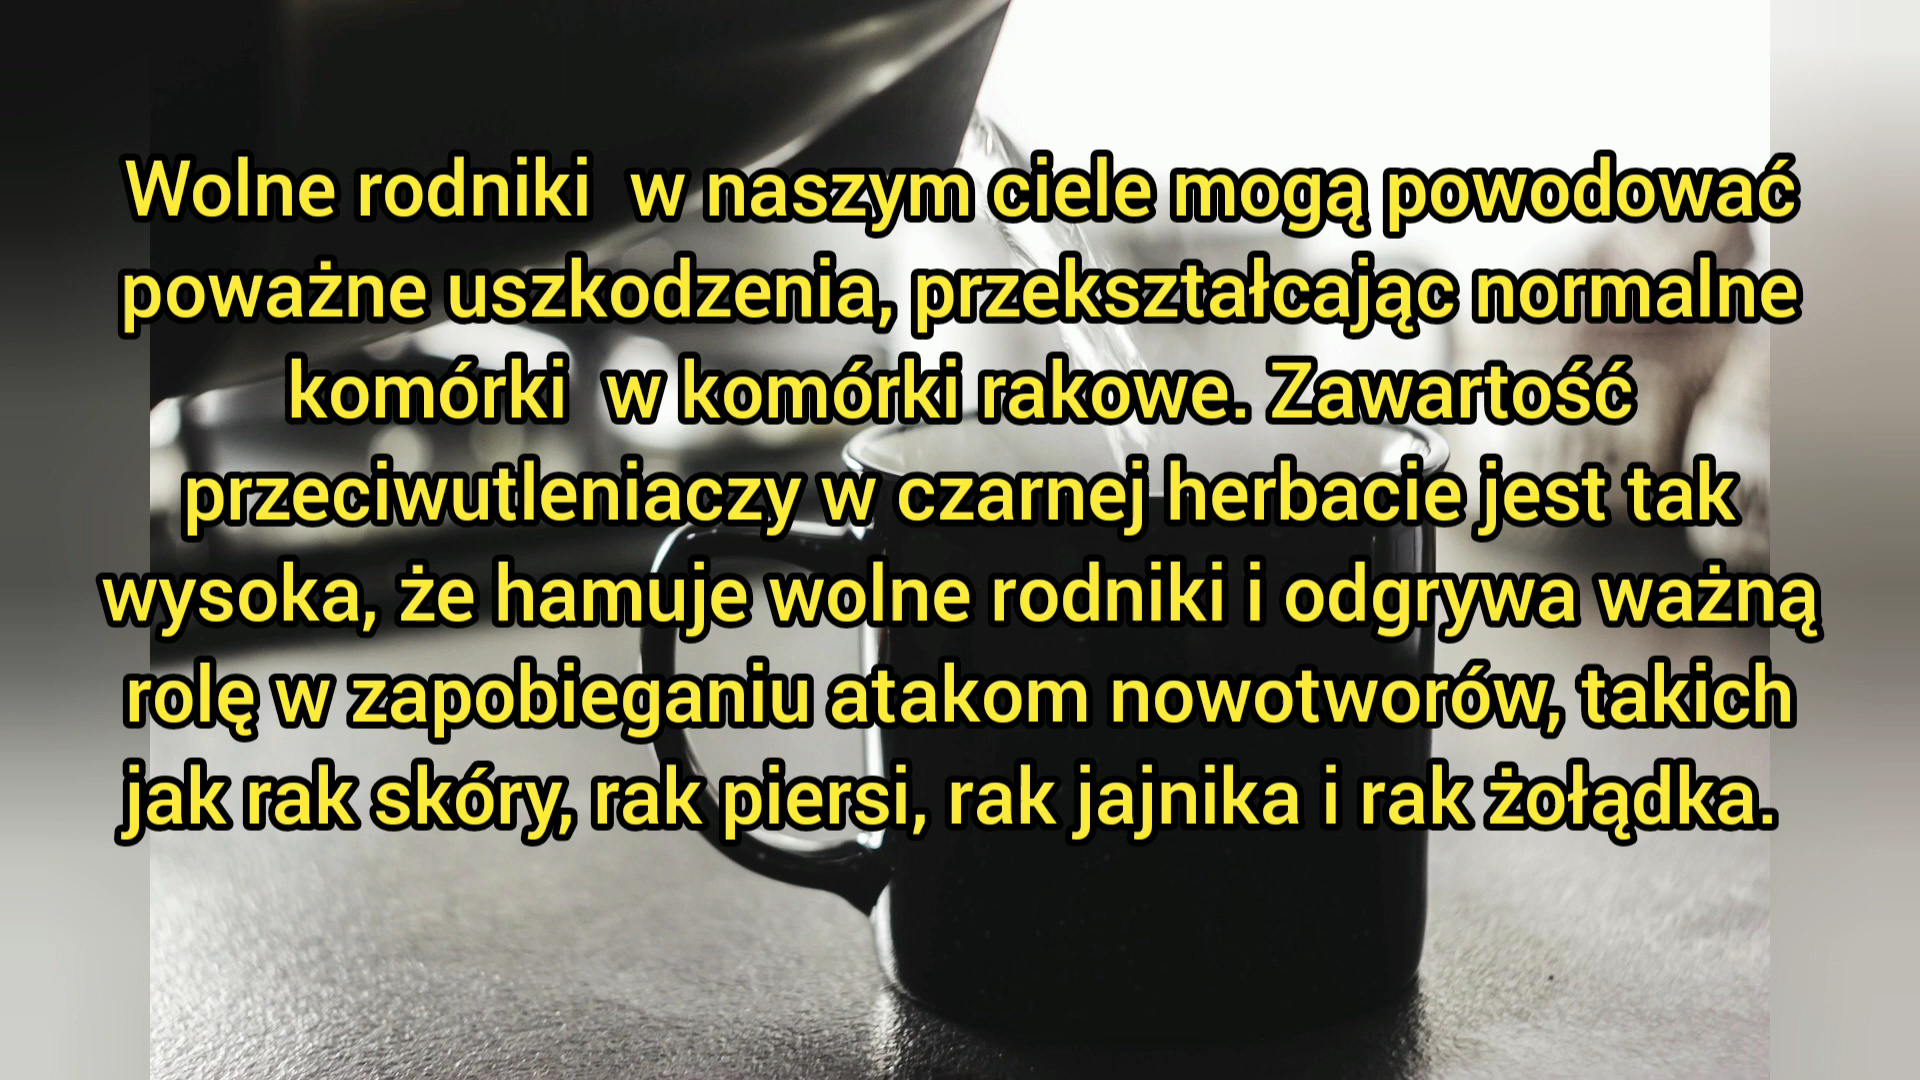 Wolne rodniki  w naszym ciele mogą powodować
poważne uszkodzenia, przekształcając normalne
komórki  w komórki rakowe. Zawartość
przeciwutleniaczy w czarnej herbacie jest tak
wysoka, że hamuje wolne rodniki i odgrywa ważną
rolę w zapobieganiu atakom nowotworów, takich
jak rak skóry, rak piersi, rak jajnika i rak żołądka.